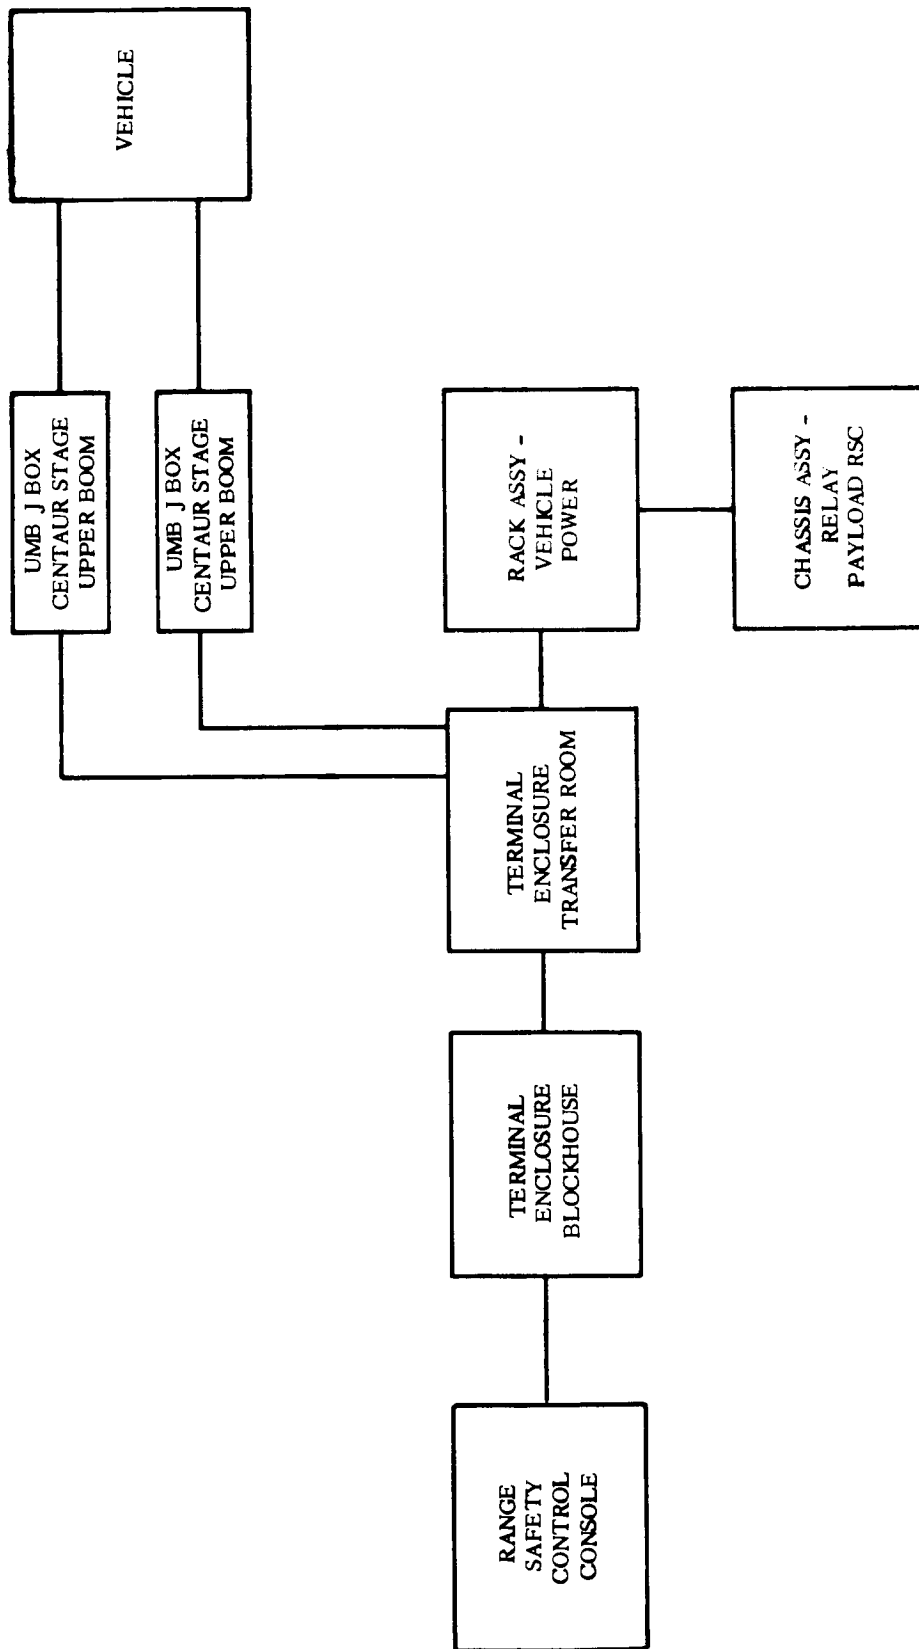 UMB J BOX
CENTAUR STAGE
UPPER BOOM
VEHICLE
UMB J BOX
CENTAUR STAGE
UPPER BOOM
RANGE
SAFETY
CONTROL
CONSOLE
TERMINAL
ENCLOSURE
BLOCKHOUSE
TERMINAL
ENCLOSURE
TRANSFER ROOM
RACK ASSY -
VEHICLE
POWER
CHASSIS ASSY -
RELAY
PAYLOAD RSC